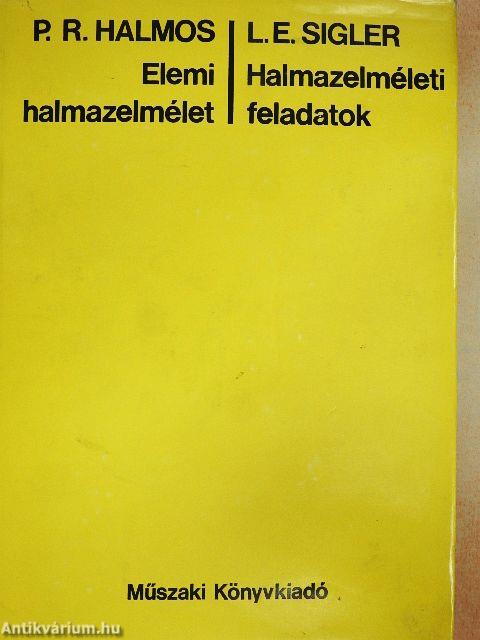 P. R. HALMOS
Elemi
halmazelmélet
L. E. SIGLER
Halmazelméleti
feladatok
Műszaki Könyvkiadó
Antikvárium.hu